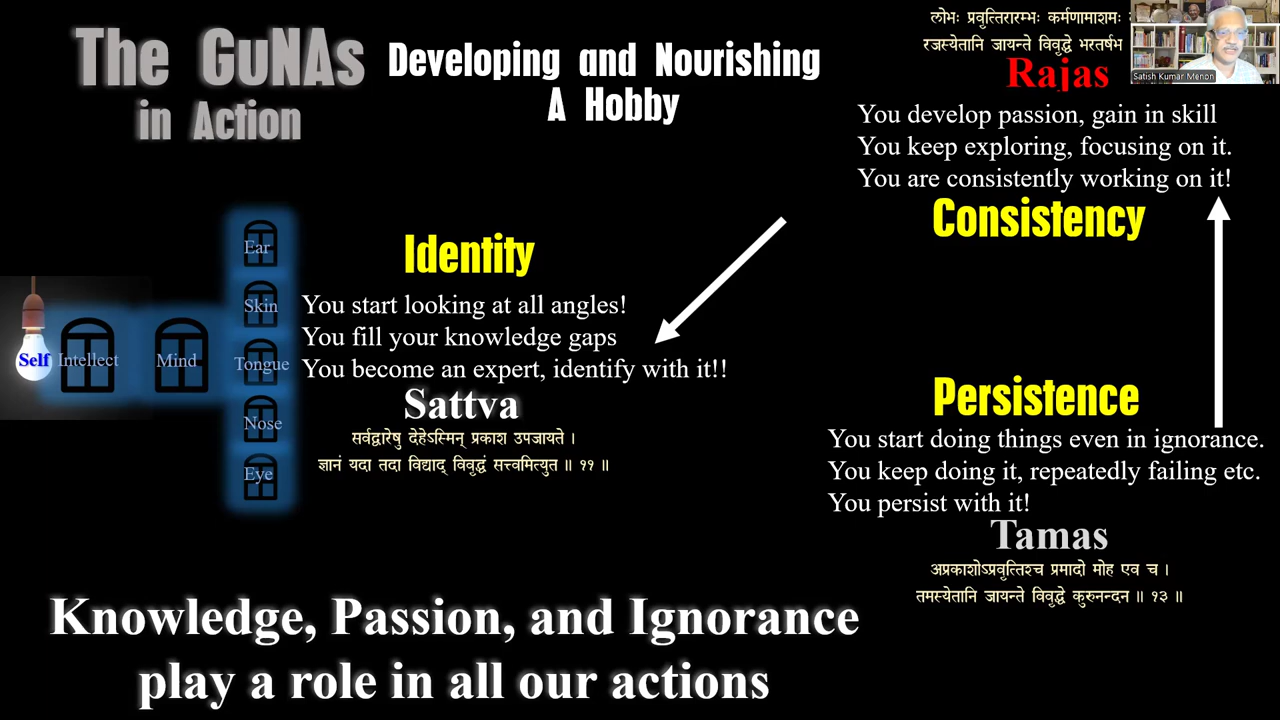 The GuNAs
in Action
Developing and Nourishing
A Hobby
लोभः प्रवृत्तिरारम्भः कर्मणामाशमः
रजस्येतानि जायन्ते विवृद्धे भरतर्षभ
Rajas
Satish Kumar Menon
You develop passion, gain in skill
You keep exploring, focusing on it.
You are consistently working on it!
Consistency
Identity
You start looking at all angles!
You fill your knowledge gaps
You become an expert, identify with it!!
Sattva
सर्वद्वारेषु देहेऽस्मिन् प्रकाश उपजायते ।
ज्ञानं यदा तदा विद्याद् विवृद्धं सत्त्वमित्युत ॥ ११ ॥
Ear
Skin
Self
Intellect
Mind
Tongue
Nose
Eye
Persistence
You start doing things even in ignorance.
You keep doing it, repeatedly failing etc.
You persist with it!
Tamas
अप्रकाशोऽप्रवृत्तिश्च प्रमादो मोह एव च ।
तमस्येतानि जायन्ते विवृद्धे कुरुनन्दन ॥ १३ ॥
Knowledge, Passion, and Ignorance
play a role in all our actions